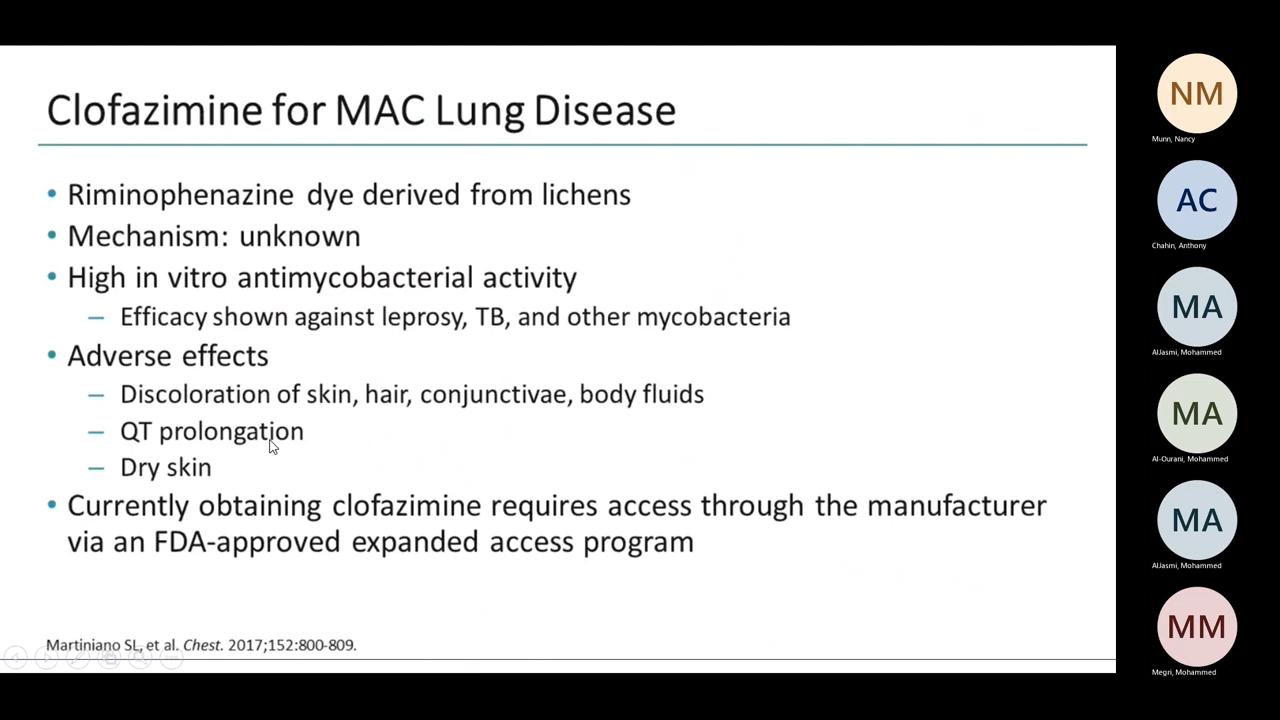 Clofazimine for MAC Lung Disease
• Riminophenazine dye derived from lichens
• Mechanism: unknown
• High in vitro antimycobacterial activity
– Efficacy shown against leprosy, TB, and other mycobacteria
• Adverse effects
– Discoloration of skin, hair, conjunctivae, body fluids
– QT prolongation
– Dry skin
• Currently obtaining clofazimine requires access through the manufacturer
via an FDA-approved expanded access program
Martiniano SL, et al. Chest. 2017;152:800-809.
NM
Munn, Nancy
AC
Chahin, Anthony
MA
AlJasmi, Mohammed
MA
Al-Ourani, Mohammed
MA
AlJasmi, Mohammed
MM
Megri, Mohammed